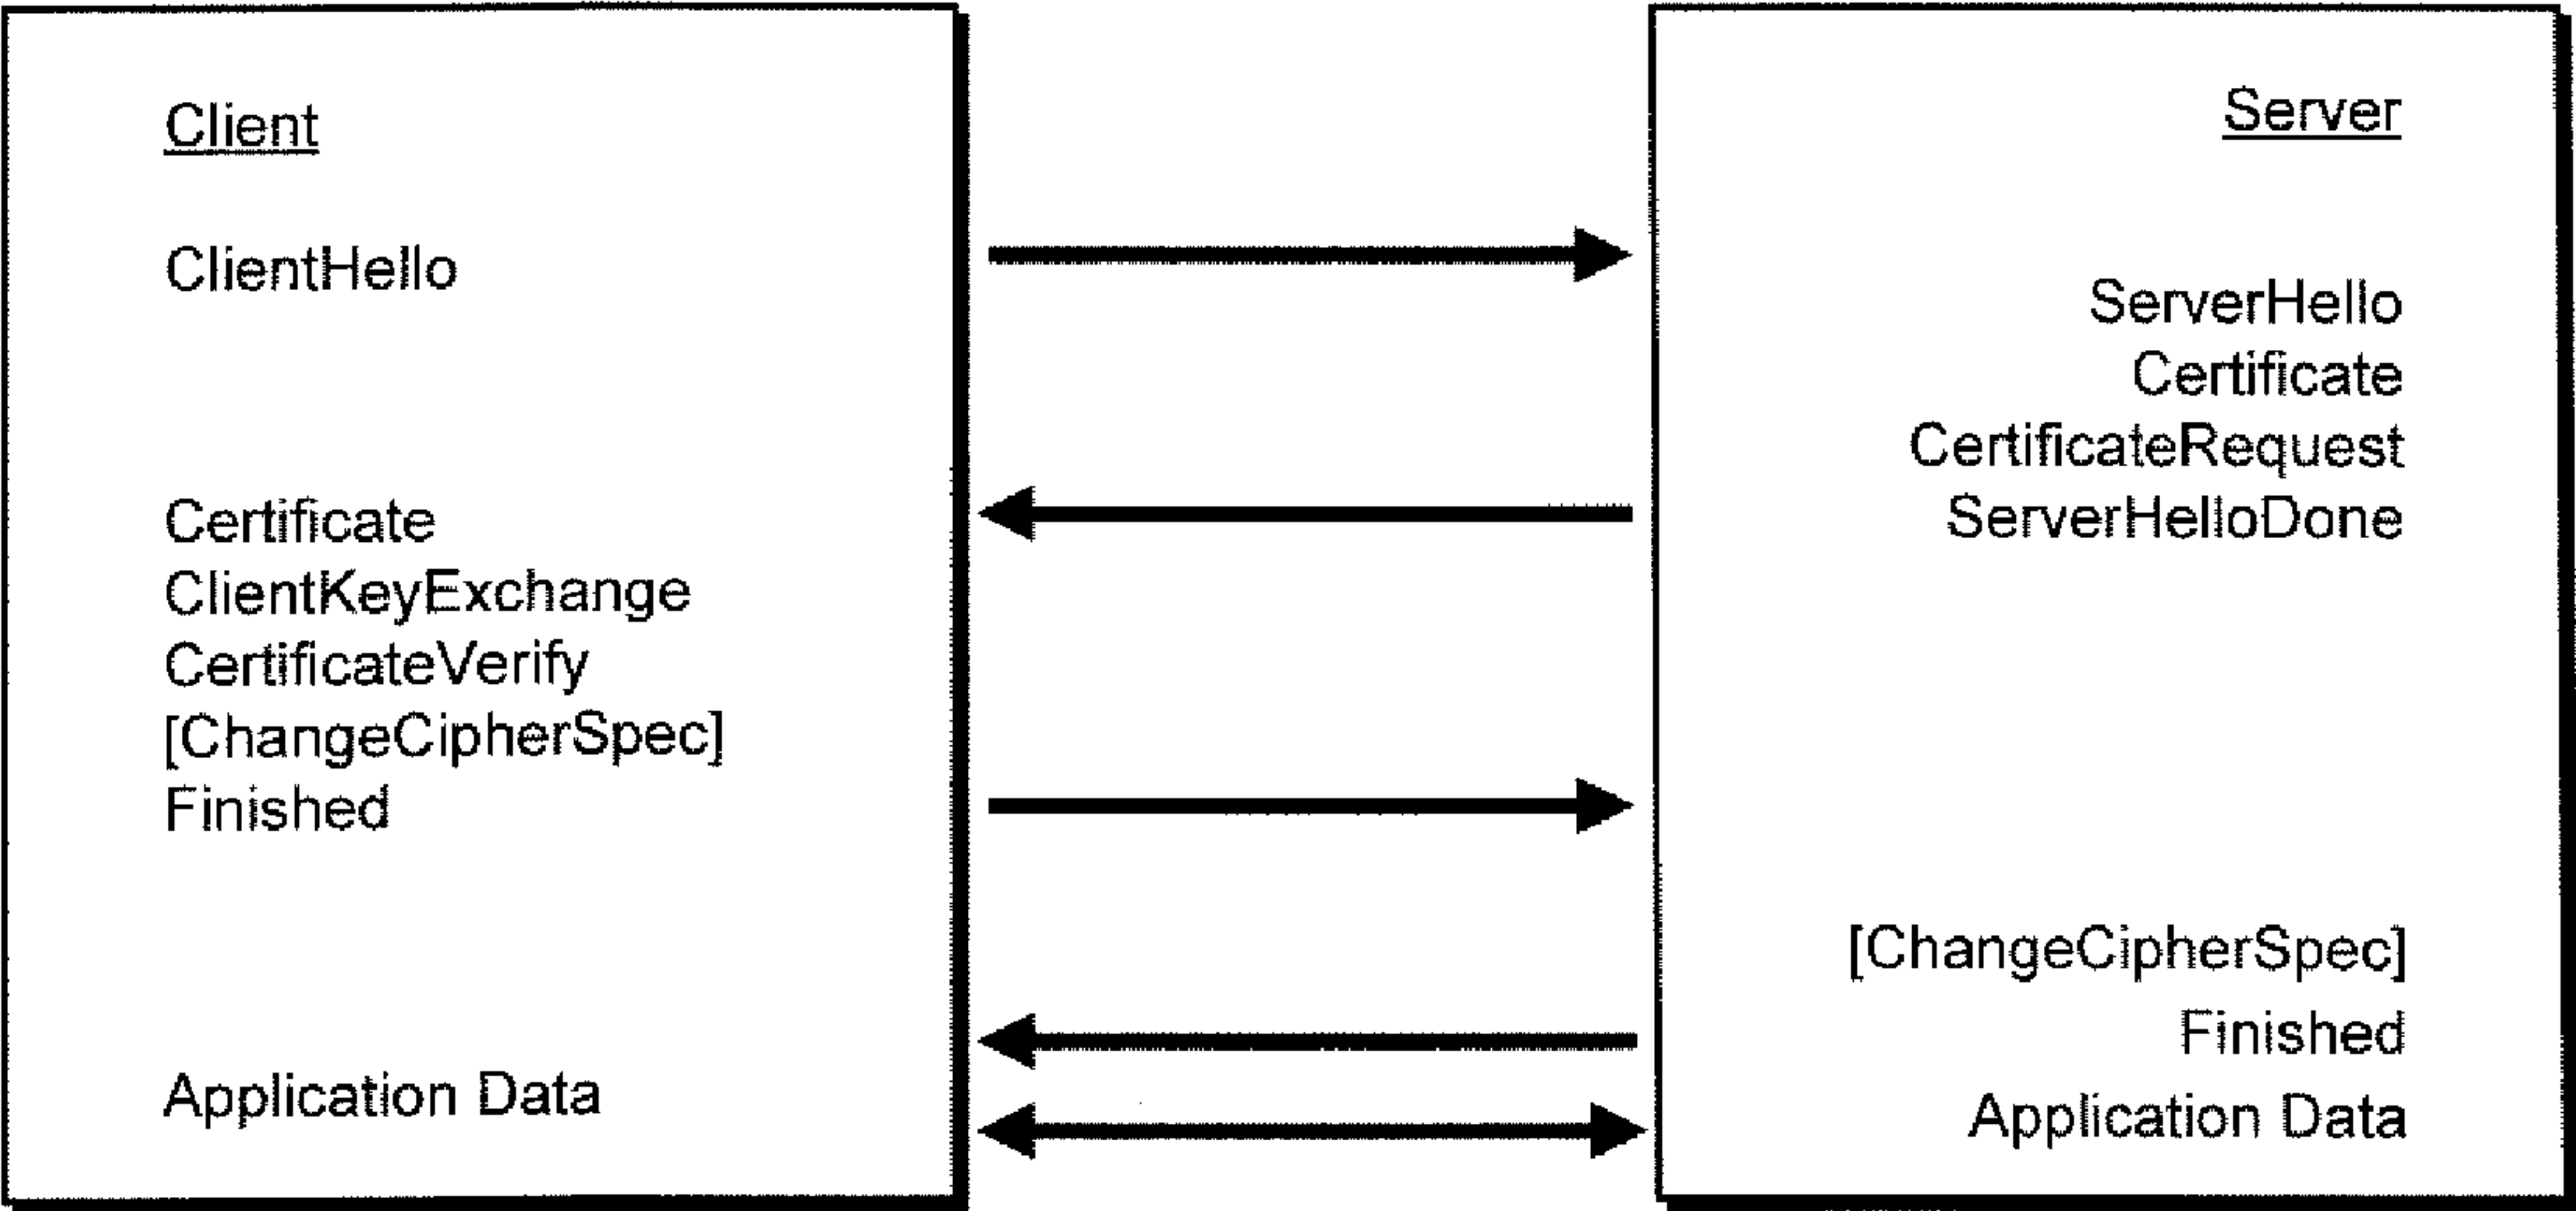 Client
ClientHello
Certificate
ClientKeyExchange
CertificateVerify
[ChangeCipherSpec]
Finished
Application Data
Server
ServerHello
Certificate
CertificateRequest
ServerHelloDone
[ChangeCipherSpec]
Finished
Application Data